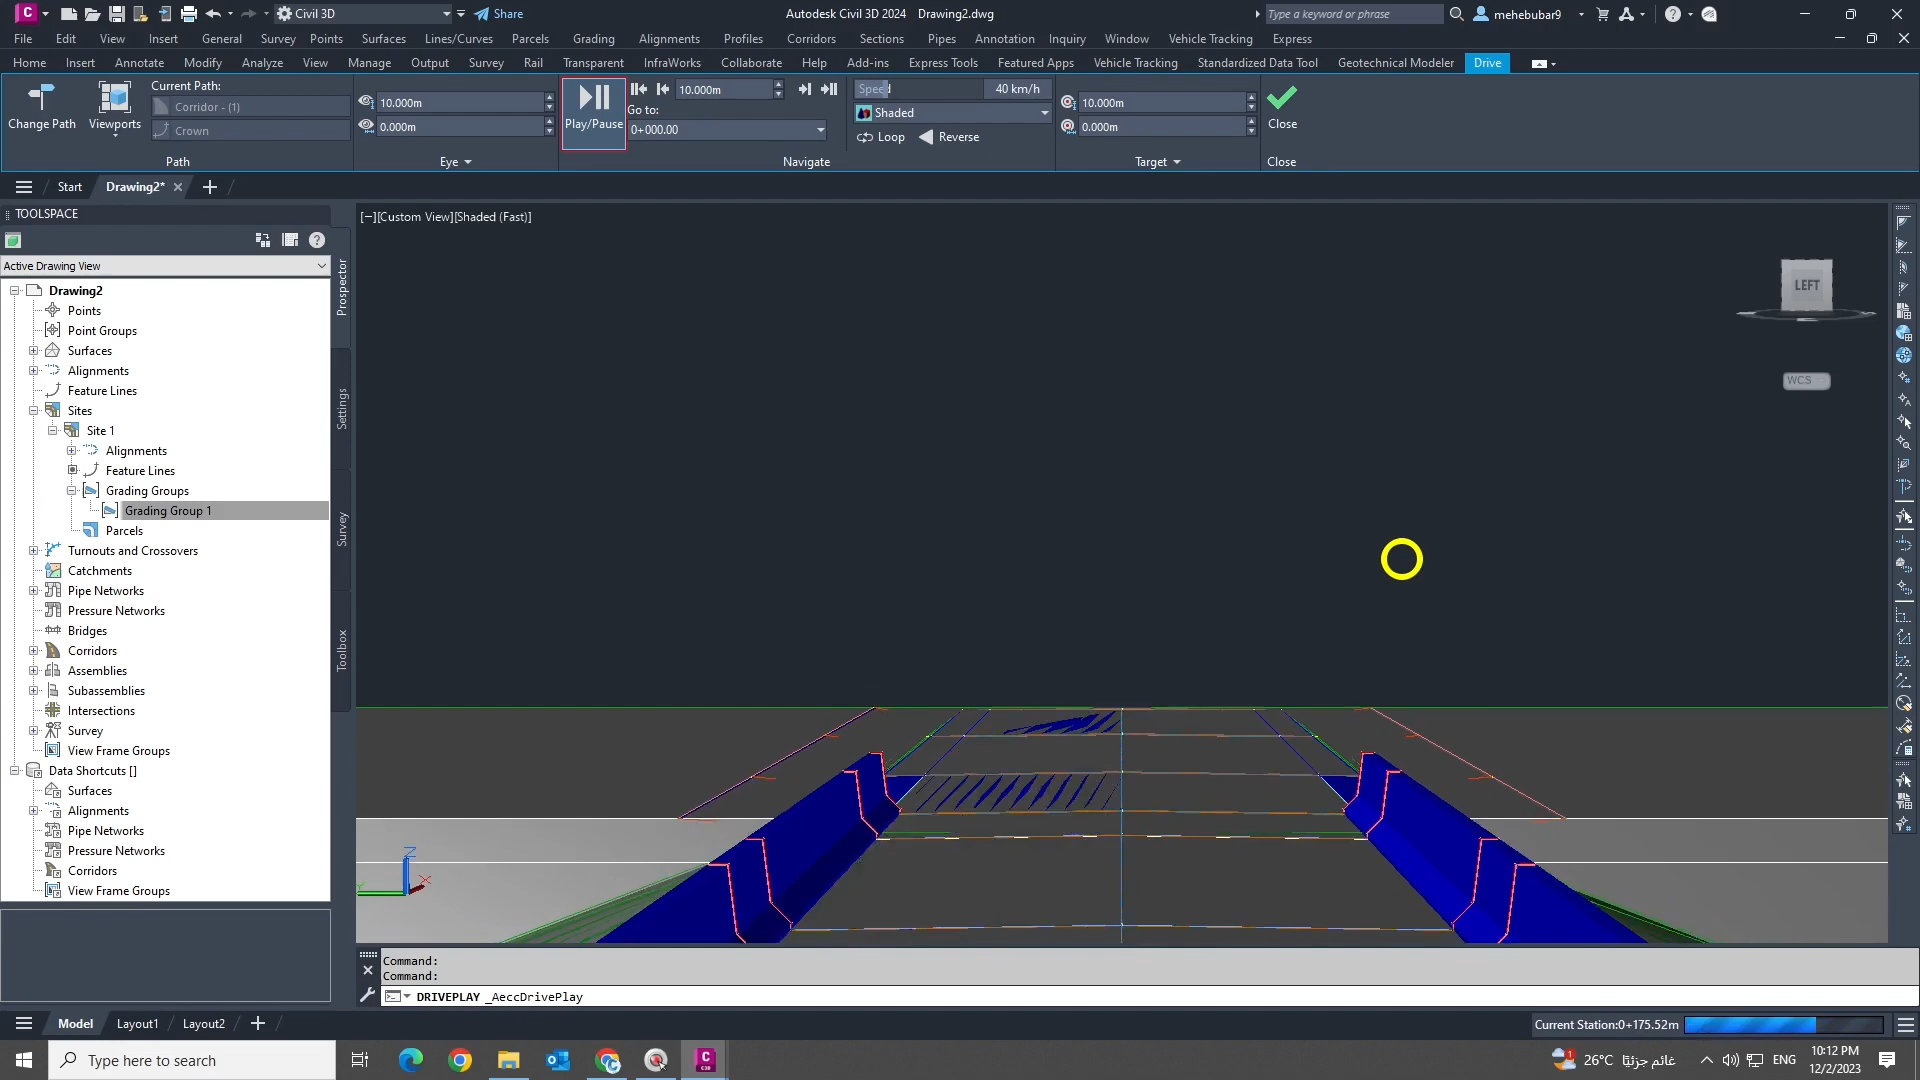 Civil 3D
Share
Autodesk Civil 3D 2024 Drawing2.dwg
Type a keyword or phrase
mehebubar9
File Edit View Insert General Survey Points Surfaces Lines/Curves Parcels Grading Alignments Profiles Corridors Sections Pipes Annotation Inquiry Window Vehicle Tracking Express
Home Insert Annotate Modify Analyze View Manage Output Survey Rail Transparent InfraWorks Collaborate Help Add-ins Express Tools Featured Apps Vehicle Tracking Standardized Data Tool Geotechnical Modeler Drive
Change Path
Viewports
Current Path:
Corridor - (1)
Crown
Path
10.000m
0.000m
Eye
Play/Pause
10.000m
Go to:
0+000.00
Navigate
Speed
40 km/h
Shaded
Loop
Reverse
10.000m
0.000m
Target
Close
Close
Start
Drawing2*
TOOLSPACE
Active Drawing View
Drawing2
Points
Point Groups
Surfaces
Alignments
Feature Lines
Sites
Site 1
Alignments
Feature Lines
Grading Groups
Grading Group 1
Parcels
Turnouts and Crossovers
Catchments
Pipe Networks
Pressure Networks
Bridges
Corridors
Assemblies
Subassemblies
Intersections
Survey
View Frame Groups
Data Shortcuts []
Surfaces
Alignments
Pipe Networks
Pressure Networks
Corridors
View Frame Groups
Prospector
Settings
Survey
Toolbox
[−][Custom View][Shaded (Fast)]
LEFT
WCS
Z
X
Y
Command:
Command:
DRIVEPLAY _AeccDrivePlay
Model
Layout1
Layout2
Current Station:0+175.52m
Type here to search
26°C غائم جزئيًا
ENG
10:12 PM
12/2/2023